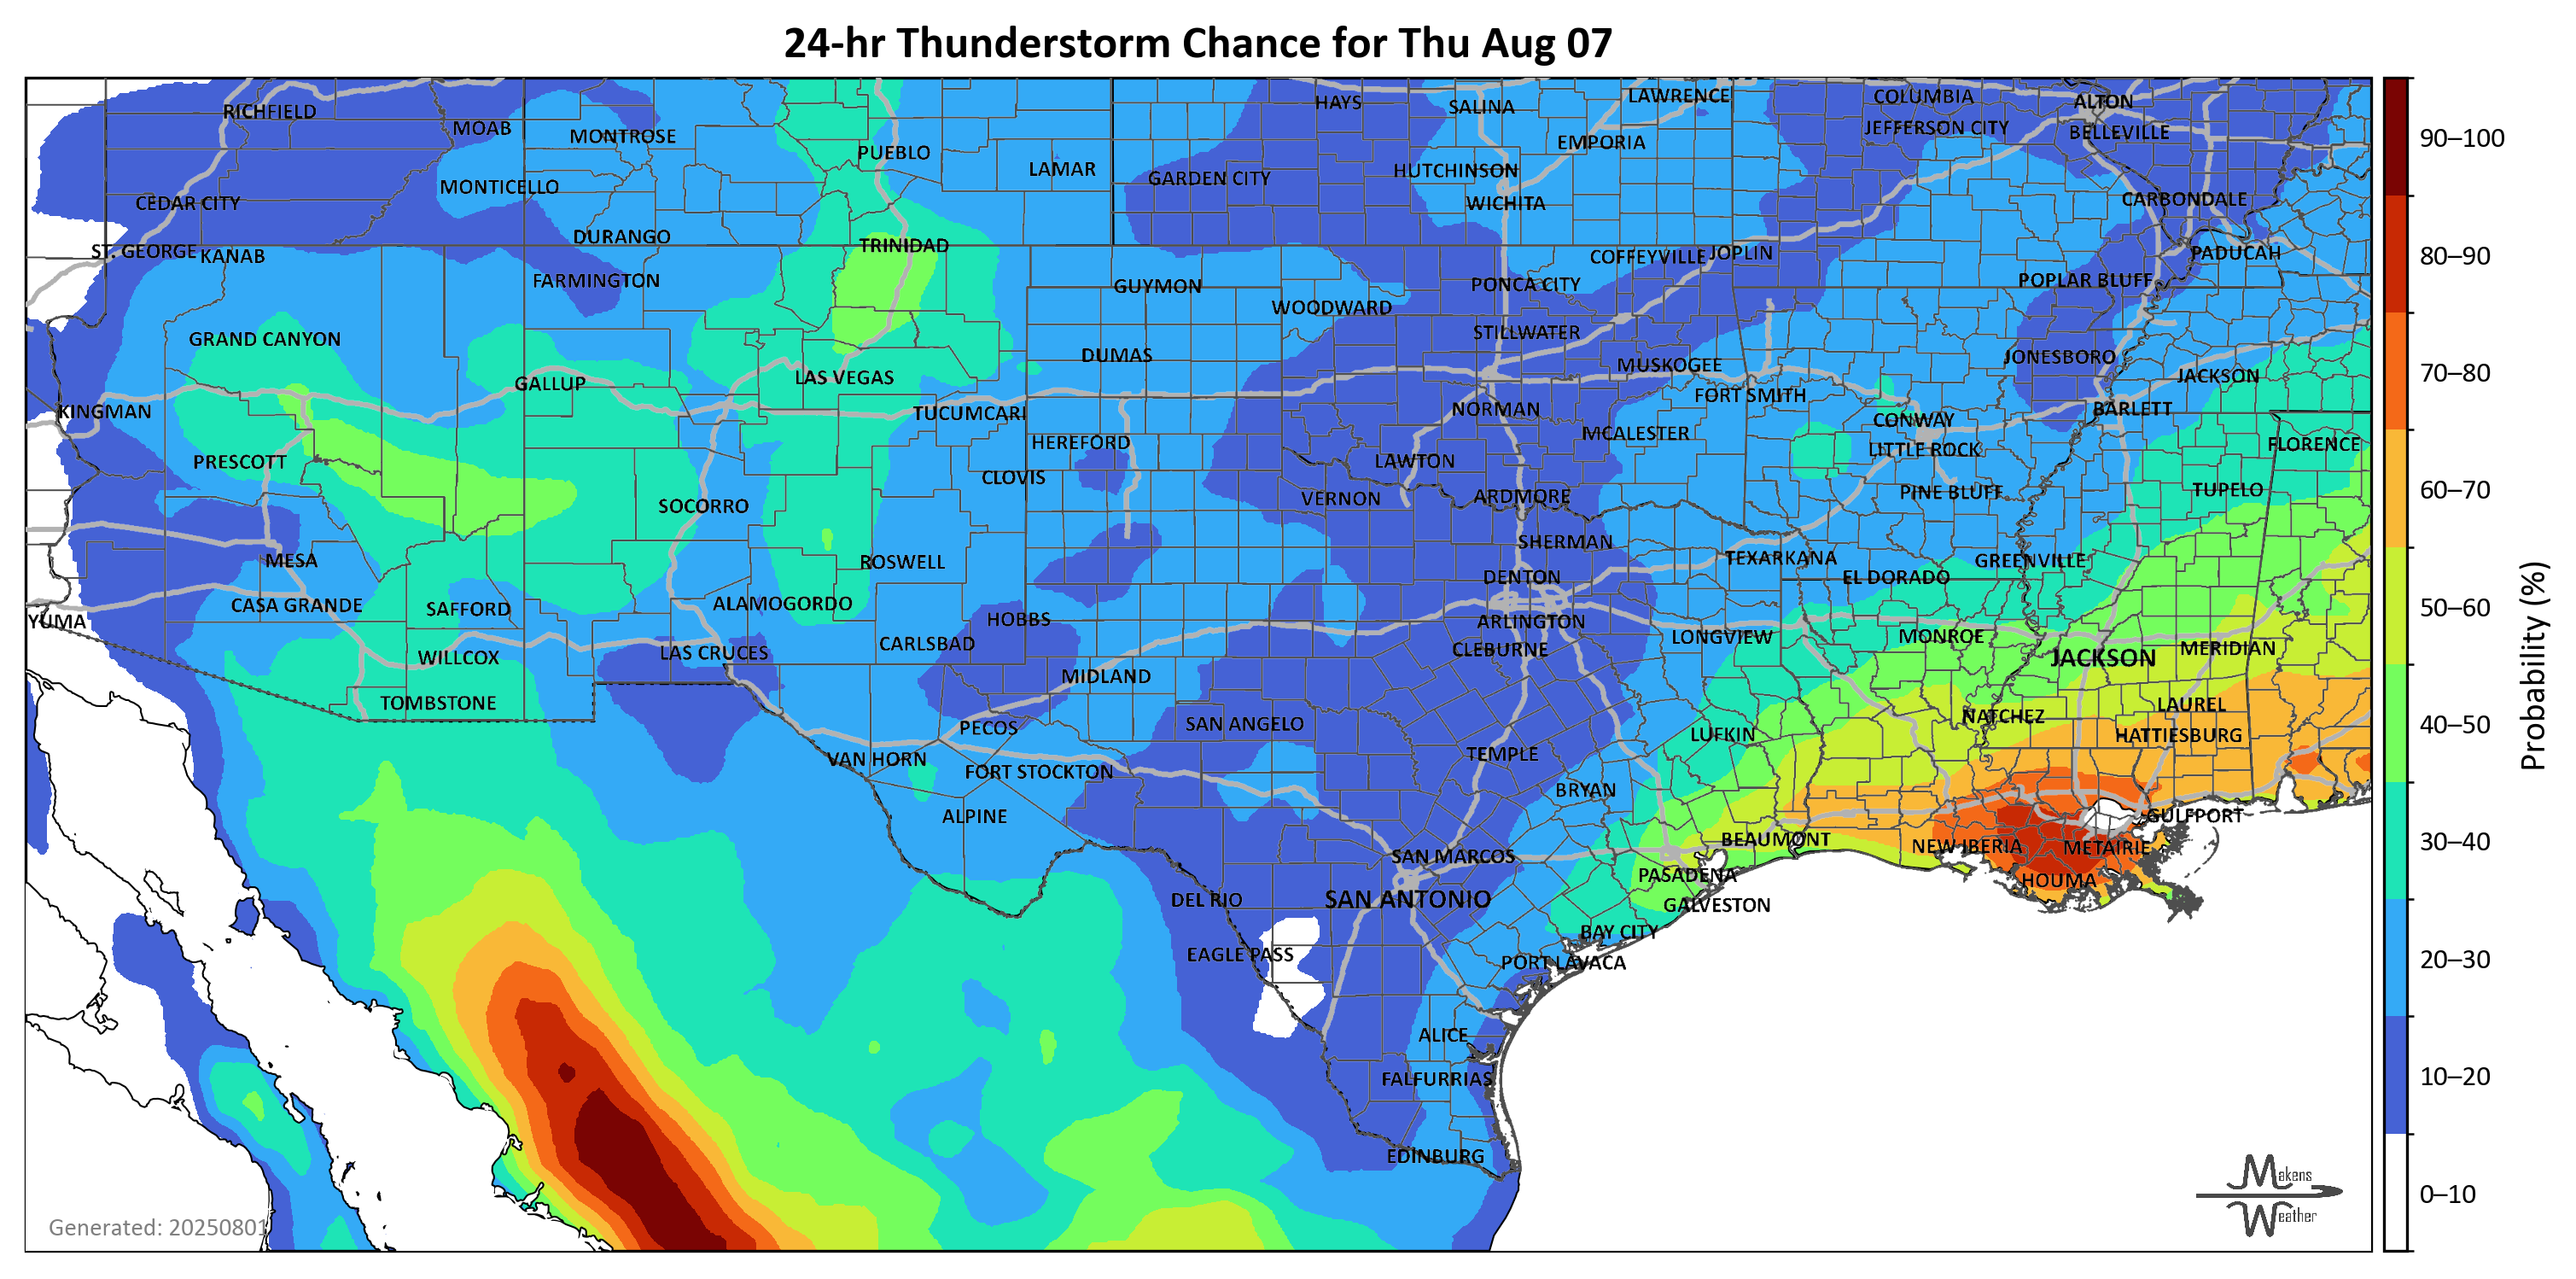 24-hr Thunderstorm Chance for Thu Aug 07
RICHFIELD
MOAB
MONTROSE
PUEBLO
LAMAR
HAYS
SALINA
LAWRENCE
COLUMBIA
ALTON
JEFFERSON CITY
BELLEVILLE
EMPORIA
HUTCHINSON
GARDEN CITY
MONTICELLO
CEDAR CITY
WICHITA
CARBONDALE
DURANGO
TRINIDAD
ST. GEORGE
KANAB
COFFEYVILLE
JOPLIN
PADUCAH
FARMINGTON
GUYMON
PONCA CITY
POPLAR BLUFF
WOODWARD
GRAND CANYON
STILLWATER
DUMAS
JONESBORO
MUSKOGEE
JACKSON
GALLUP
LAS VEGAS
FORT SMITH
KINGMAN
TUCUMCARI
NORMAN
BARLETT
CONWAY
MCALESTER
HEREFORD
FLORENCE
LITTLE ROCK
PRESCOTT
LAWTON
CLOVIS
TUPELO
PINE BLUFF
VERNON
ARDMORE
SOCORRO
SHERMAN
MESA
ROSWELL
TEXARKANA
GREENVILLE
DENTON
EL DORADO
CASA GRANDE
SAFFORD
ALAMOGORDO
YUMA
HOBBS
ARLINGTON
MONROE
LONGVIEW
CARLSBAD
CLEBURNE
MERIDIAN
LAS CRUCES
WILLCOX
JACKSON
MIDLAND
TOMBSTONE
LAUREL
NATCHEZ
SAN ANGELO
PECOS
LUFKIN
HATTIESBURG
TEMPLE
VAN HORN
FORT STOCKTON
BRYAN
ALPINE
GULFPORT
BEAUMONT
NEW IBERIA
METAIRIE
SAN MARCOS
PASADENA
HOUMA
DEL RIO
SAN ANTONIO
GALVESTON
BAY CITY
EAGLE PASS
PORT LAVACA
ALICE
FALFURRIAS
EDINBURG
Generated: 20250801
Makens
Weather
90–100
80–90
70–80
60–70
50–60
40–50
30–40
20–30
10–20
0–10
Probability (%)